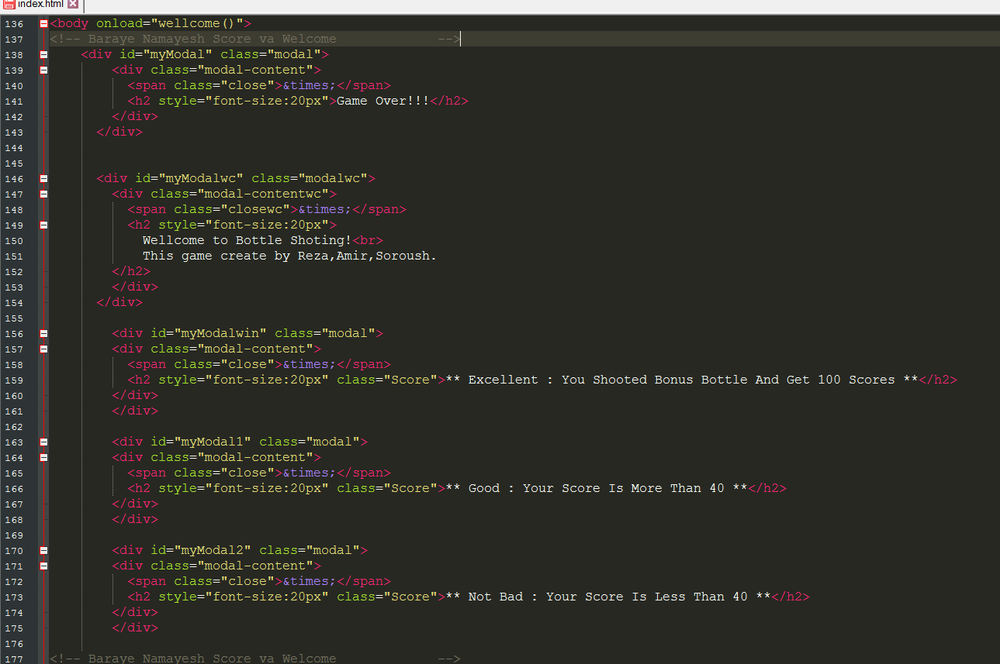 index.html
136 <body onload="wellcome()">
137 <!-- Baraye Namayesh Score va Welcome             -->
138     <div id="myModal" class="modal">
139         <div class="modal-content">
140           <span class="close">&times;</span>
141           <h2 style="font-size:20px">Game Over!!!</h2>
142         </div>
143       </div>
144
145
146       <div id="myModalwc" class="modalwc">
147         <div class="modal-contentwc">
148           <span class="closewc">&times;</span>
149           <h2 style="font-size:20px">
150             Wellcome to Bottle Shoting!<br>
151             This game create by Reza,Amir,Soroush.
152         </h2>
153         </div>
154       </div>
155
156         <div id="myModalwin" class="modal">
157         <div class="modal-content">
158           <span class="close">&times;</span>
159           <h2 style="font-size:20px" class="Score">** Excellent : You Shooted Bonus Bottle And Get 100 Scores **</h2>
160         </div>
161         </div>
162
163         <div id="myModal1" class="modal">
164         <div class="modal-content">
165           <span class="close">&times;</span>
166           <h2 style="font-size:20px" class="Score">** Good : Your Score Is More Than 40 **</h2>
167         </div>
168         </div>
169
170         <div id="myModal2" class="modal">
171         <div class="modal-content">
172           <span class="close">&times;</span>
173           <h2 style="font-size:20px" class="Score">** Not Bad : Your Score Is Less Than 40 **</h2>
174         </div>
175         </div>
176
177 <!-- Baraye Namayesh Score va Welcome             -->